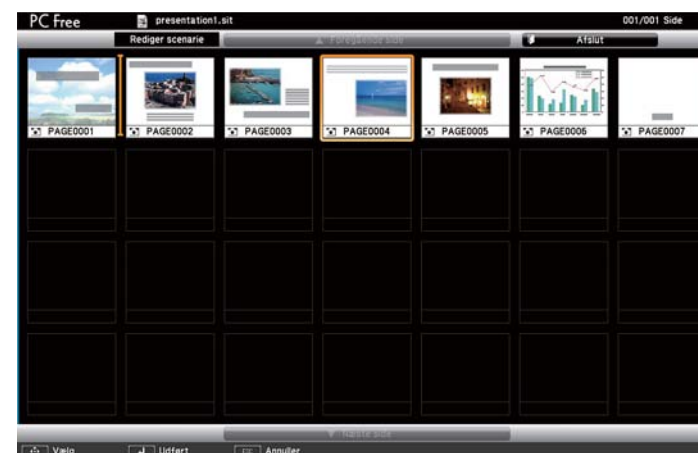 PC Free presentation1.sit 001/001 Side
Rediger scenarie Foregående side Afslut
PAGE0001 PAGE0002 PAGE0003 PAGE0004 PAGE0005 PAGE0006 PAGE0007
Næste side
Vælg Udført Annuller